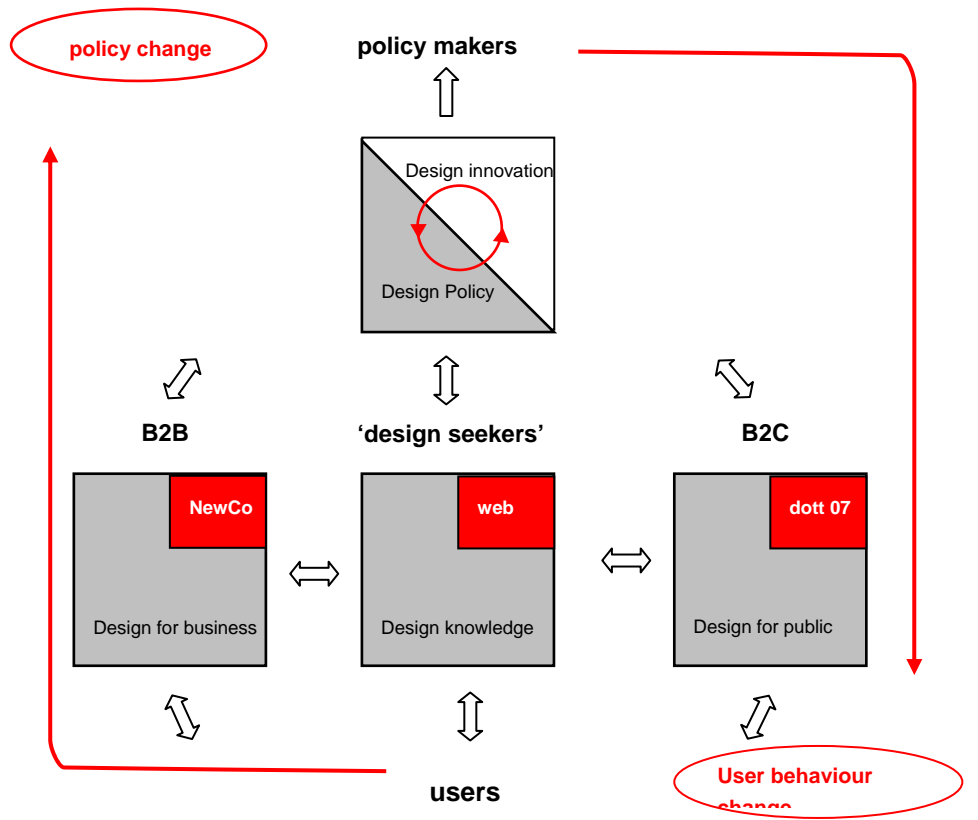 policy change
policy makers
Design innovation
Design Policy
B2B
‘design seekers’
B2C
NewCo
web
dott 07
Design for business
Design knowledge
Design for public
users
User behaviour
change